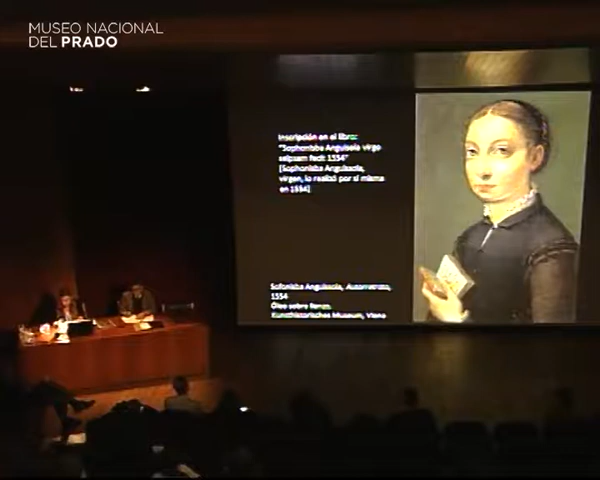 MUSEO NACIONAL
DEL PRADO
Inscripción en el libro:
"Sophonisba Anguisola virgo
seipsam fecit 1554"
[Sophonisba Anguissola,
virgen, lo realizó por sí misma
en 1554]
Sofonisba Anguissola, Autorretrato,
1554
Óleo sobre lienzo.
Kunsthistorisches Museum, Viena